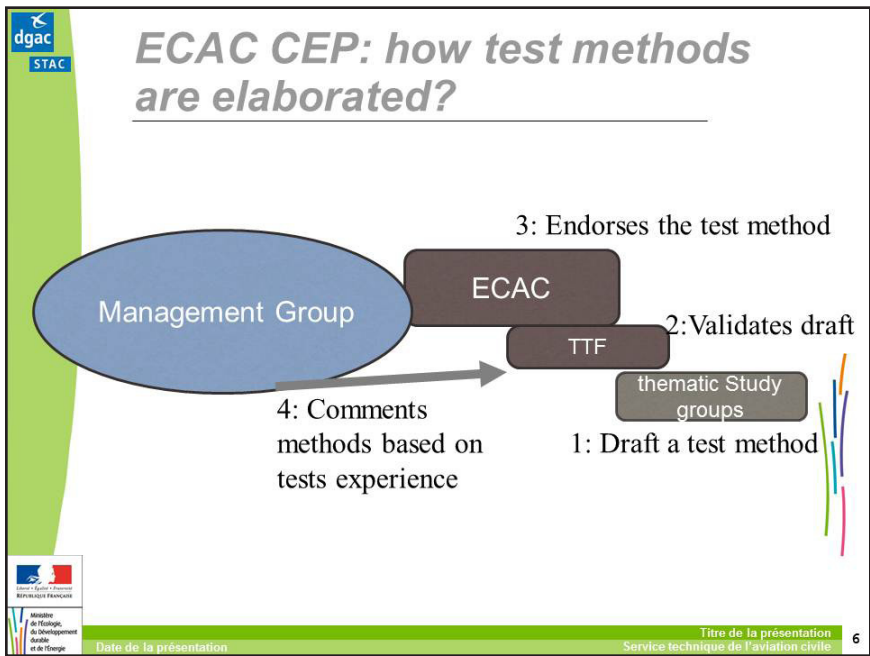 dgac
STAC
ECAC CEP: how test methods
are elaborated?
3: Endorses the test method
ECAC
Management Group
2:Validates draft
TTF
thematic Study
groups
4: Comments
methods based on
tests experience
1: Draft a test method
Liberté • Égalité • Fraternité
RÉPUBLIQUE FRANÇAISE
Ministère
de l'Écologie,
du Développement
durable
et de l'Énergie
Date de la présentation
Titre de la présentation
Service technique de l'aviation civile
6